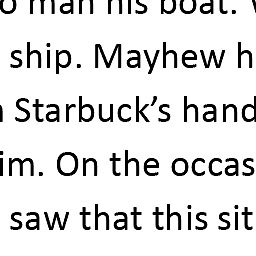 o man his boat.
ship. Mayhew h
Starbuck’s hand
im. On the occas
saw that this sit